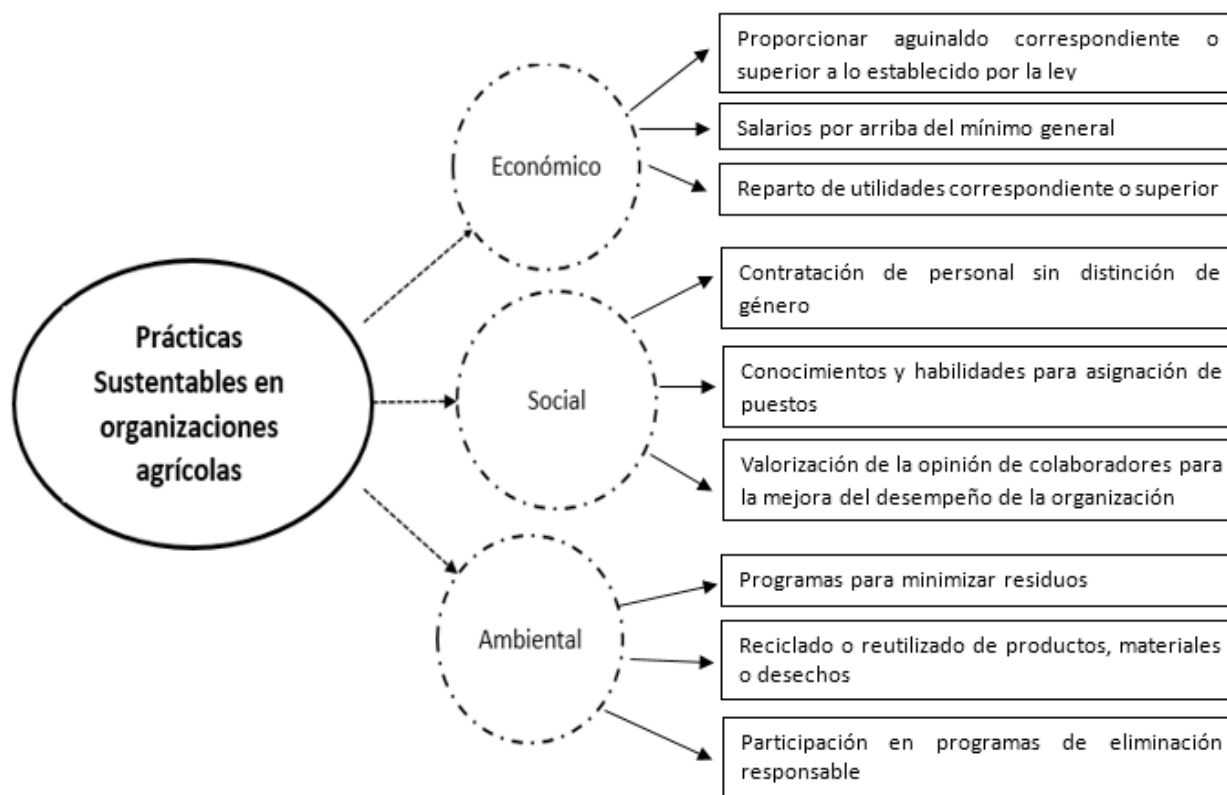 Prácticas
Sustentables en
organizaciones
agrícolas
Económico
Proporcionar aguinaldo correspondiente o
superior a lo establecido por la ley
Salarios por arriba del mínimo general
Reparto de utilidades correspondiente o superior
Social
Contratación de personal sin distinción de
género
Conocimientos y habilidades para asignación de
puestos
Valorización de la opinión de colaboradores para
la mejora del desempeño de la organización
Ambiental
Programas para minimizar residuos
Reciclado o reutilizado de productos, materiales
o desechos
Participación en programas de eliminación
responsable